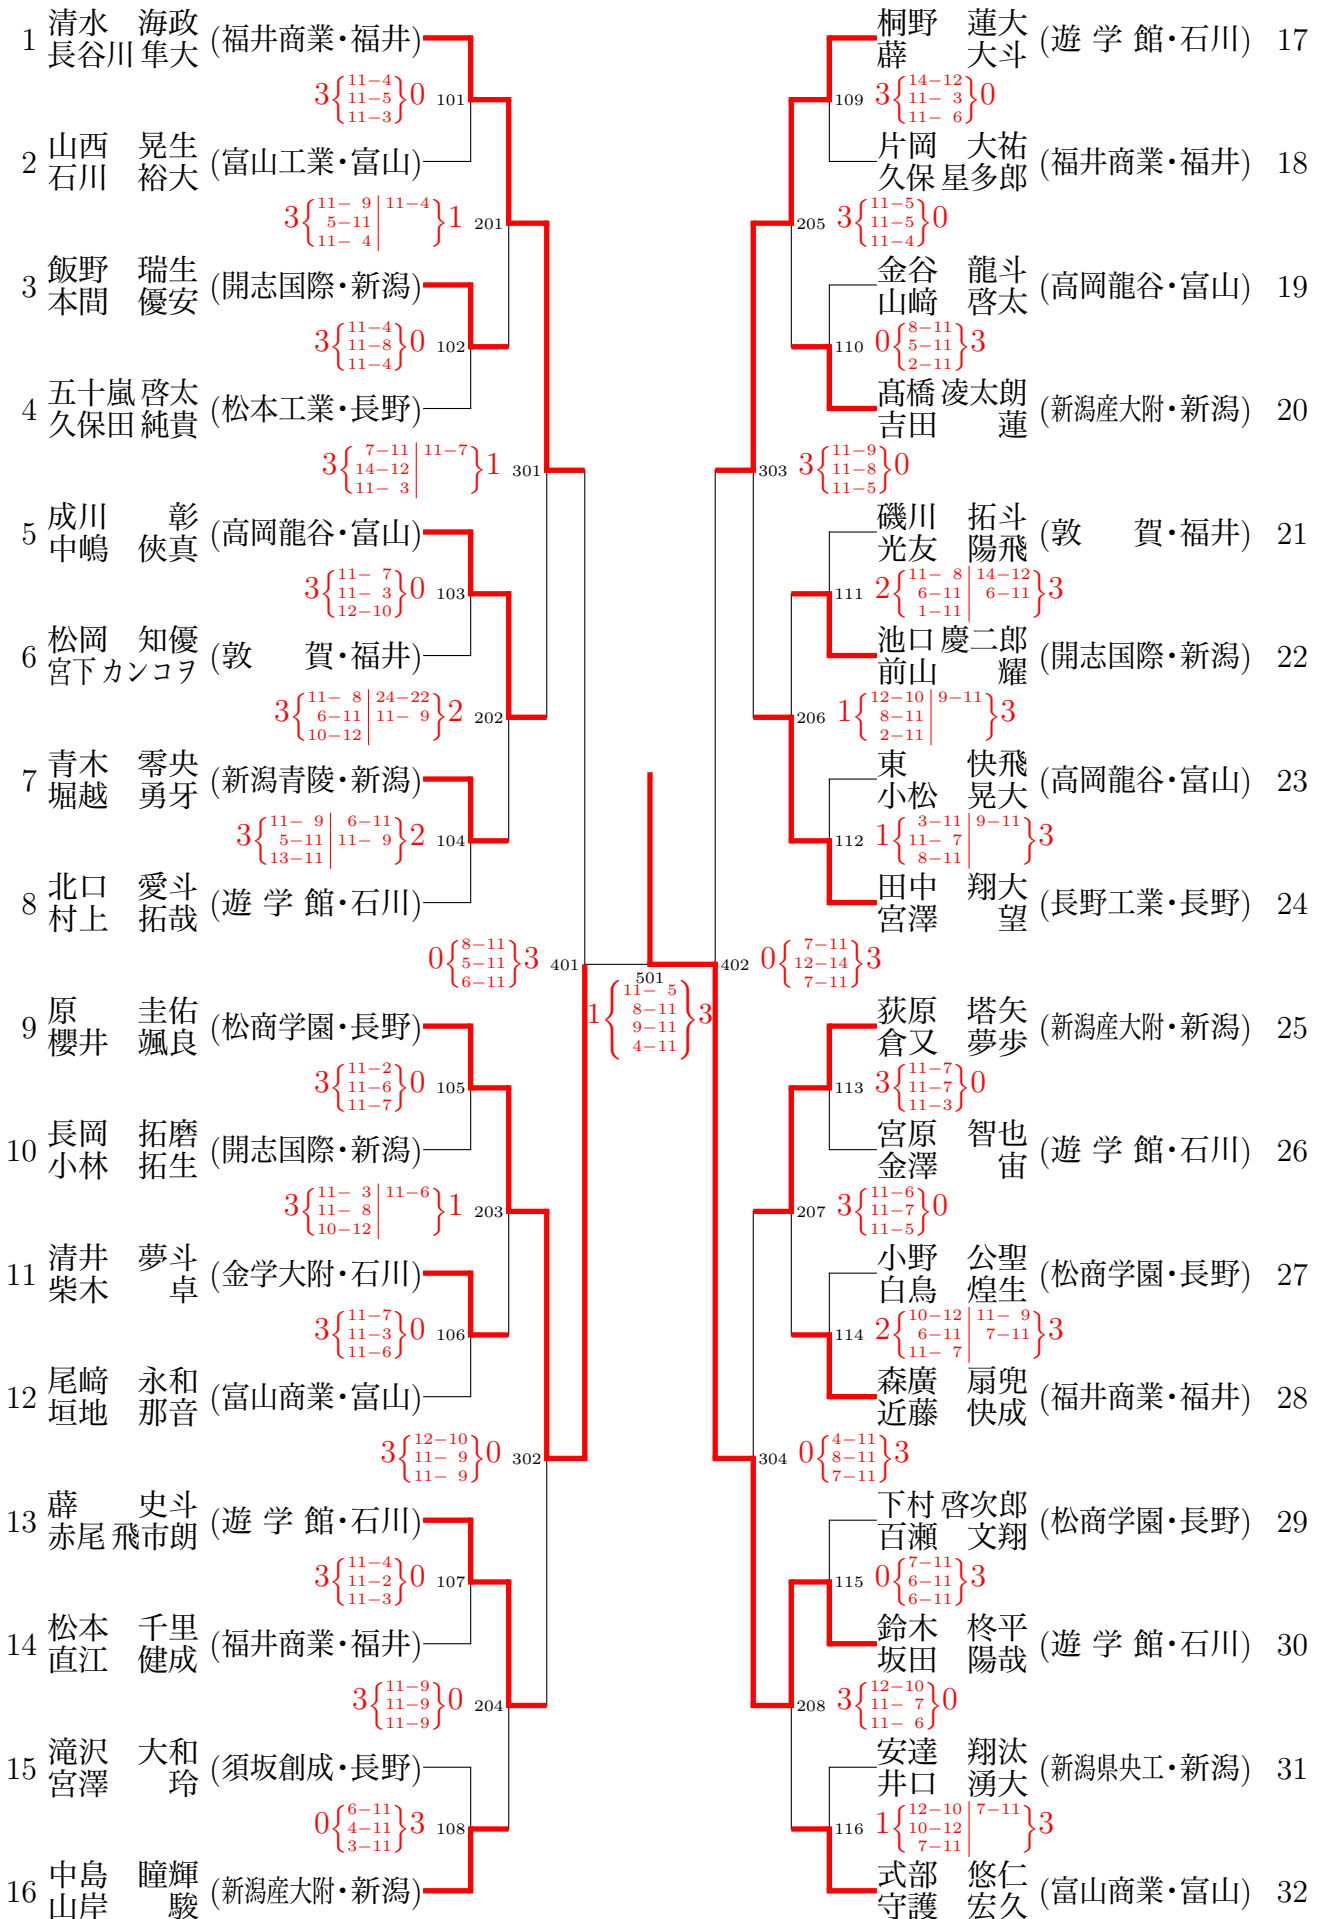 1 清水　海政 (福井商業・福井)
長谷川 隼大
3{11−4 11−5 11−3}0 101
2 山西　晃生 (富山工業・富山)
石川　裕大
3{11− 9 5−11 11− 4 | 11−4}1 201
3 飯野　瑞生 (開志国際・新潟)
本間　優安
3{11−4 11−8 11−4}0 102
4 五十嵐 啓太 (松本工業・長野)
久保田 純貴
3{7−11 14−12 11− 3 | 11−7}1 301
5 成川　　彰 (高岡龍谷・富山)
中嶋　侠真
3{11− 7 11− 3 12−10}0 103
6 松岡　知優 (敦　　賀・福井)
宮下 カンコヲ
3{11− 8 6−11 10−12 | 24−22 11− 9}2 202
7 青木　零央 (新潟青陵・新潟)
堀越　勇牙
3{11− 9 5−11 13−11 | 6−11 11− 9}2 104
8 北口　愛斗 (遊 学 館・石川)
村上　拓哉
0{8−11 5−11 6−11}3 401
9 原　　圭佑 (松商学園・長野)
櫻井　颯良
3{11−2 11−6 11−7}0 105
10 長岡　拓磨 (開志国際・新潟)
小林　拓生
3{11− 3 11− 8 10−12 | 11−6}1 203
11 清井　夢斗 (金学大附・石川)
柴木　　卓
3{11−7 11−3 11−6}0 106
12 尾﨑　永和 (富山商業・富山)
垣地　那音
3{12−10 11− 9 11− 9}0 302
13 薜　　史斗 (遊 学 館・石川)
赤尾 飛市朗
3{11−4 11−2 11−3}0 107
14 松本　千里 (福井商業・福井)
直江　健成
3{11−9 11−9 11−9}0 204
15 滝沢　大和 (須坂創成・長野)
宮澤　　玲
0{6−11 4−11 3−11}3 108
16 中島　瞳輝 (新潟産大附・新潟)
山岸　　駿
501
1{11− 5 8−11 9−11 4−11}3
桐野　蓮大 (遊 学 館・石川) 17
薜　　大斗
109 3{14−12 11− 3 11− 6}0
片岡　大祐 (福井商業・福井) 18
久保 星多郎
205 3{11−5 11−5 11−4}0
金谷　龍斗 (高岡龍谷・富山) 19
山﨑　啓太
110 0{8−11 5−11 2−11}3
髙橋 凌太朗 (新潟産大附・新潟) 20
吉田　　蓮
303 3{11−9 11−8 11−5}0
磯川　拓斗 (敦　　賀・福井) 21
光友　陽飛
111 2{11− 8 6−11 1−11 | 14−12 6−11}3
池口 慶二郎 (開志国際・新潟) 22
前山　　耀
206 1{12−10 8−11 2−11 | 9−11}3
東　　快飛 (高岡龍谷・富山) 23
小松　晃大
112 1{3−11 11− 7 8−11 | 9−11}3
田中　翔大 (長野工業・長野) 24
宮澤　　望
402 0{7−11 12−14 7−11}3
荻原　塔矢 (新潟産大附・新潟) 25
倉又　夢歩
113 3{11−7 11−7 11−3}0
宮原　智也 (遊 学 館・石川) 26
金澤　　宙
207 3{11−6 11−7 11−5}0
小野　公聖 (松商学園・長野) 27
白鳥　煌生
114 2{10−12 6−11 11− 7 | 11− 9 7−11}3
森廣　扇兜 (福井商業・福井) 28
近藤　快成
304 0{4−11 8−11 7−11}3
下村 啓次郎 (松商学園・長野) 29
百瀬　文翔
115 0{7−11 6−11 6−11}3
鈴木　柊平 (遊 学 館・石川) 30
坂田　陽哉
208 3{12−10 11− 7 11− 6}0
安達　翔汰 (新潟県央工・新潟) 31
井口　湧大
116 1{12−10 10−12 7−11 | 7−11}3
式部　悠仁 (富山商業・富山) 32
守護　宏久